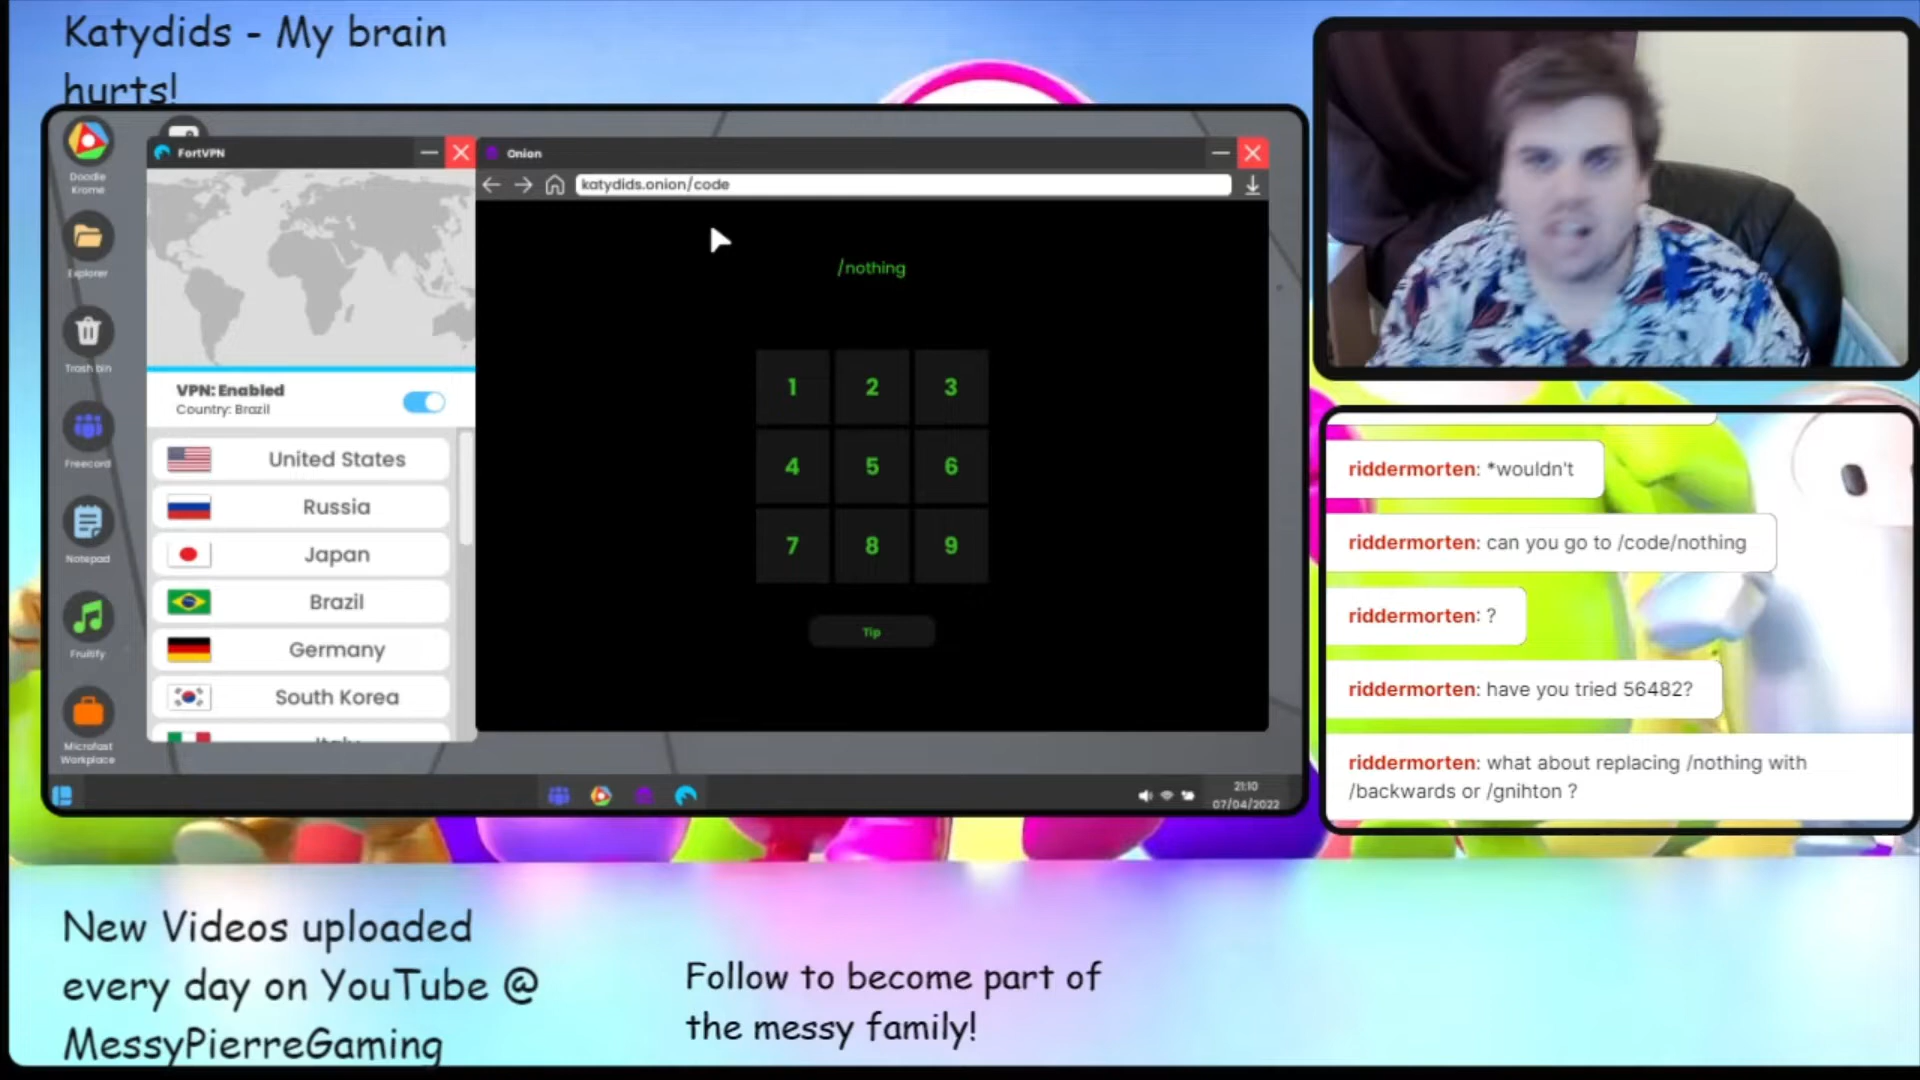 Katydids - My brain
hurts!
Doodle
Krome
Explorer
Trash bin
Freecord
Notepad
Fruitify
Microfast
Workplace
FortVPN
VPN: Enabled
Country: Brazil
United States
Russia
Japan
Brazil
Germany
South Korea
Italy
Onion
katydids.onion/code
/nothing
1 2 3
4 5 6
7 8 9
Tip
21:10
07/04/2022
riddermorten: *wouldn't
riddermorten: can you go to /code/nothing
riddermorten: ?
riddermorten: have you tried 56482?
riddermorten: what about replacing /nothing with
/backwards or /gnihton ?
New Videos uploaded
every day on YouTube @
MessyPierreGaming
Follow to become part of
the messy family!